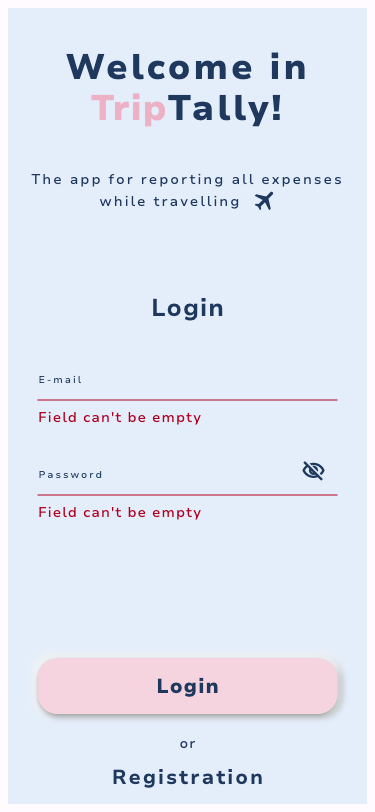 Welcome in
TripTally!
The app for reporting all expenses
while travelling
Login
E-mail
Field can't be empty
Password
Field can't be empty
Login
or
Registration